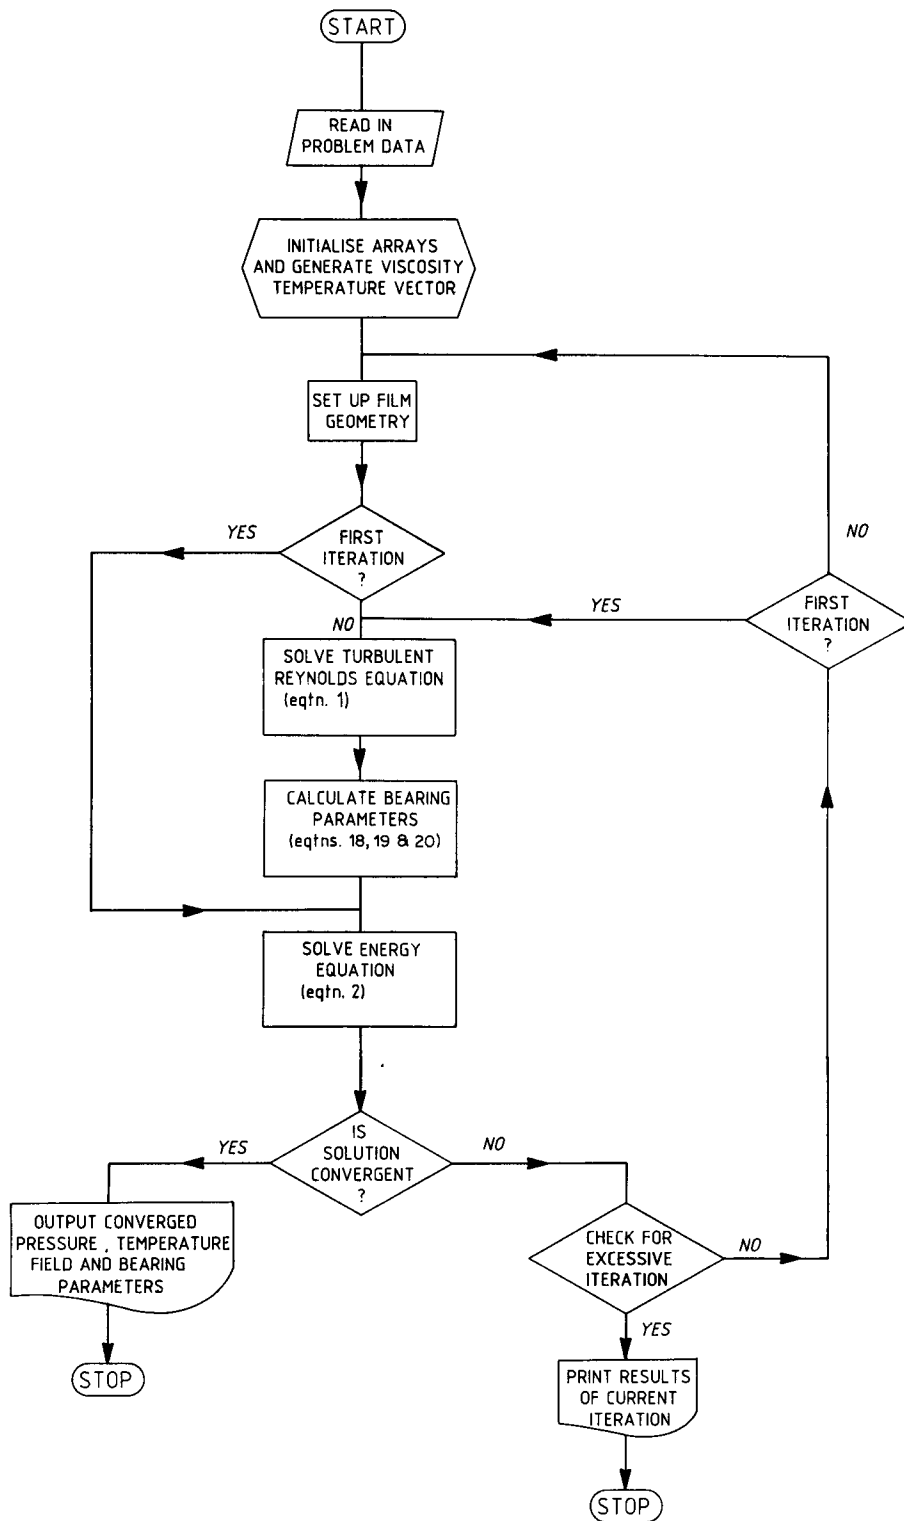 START
READ IN
PROBLEM DATA
INITIALISE ARRAYS
AND GENERATE VISCOSITY
TEMPERATURE VECTOR
SET UP FILM
GEOMETRY
YES
FIRST
ITERATION
?
NO
NO
YES
FIRST
ITERATION
?
SOLVE TURBULENT
REYNOLDS EQUATION
(eqtn. 1)
CALCULATE BEARING
PARAMETERS
(eqtns. 18, 19 & 20)
SOLVE ENERGY
EQUATION
(eqtn. 2)
YES
IS
SOLUTION
CONVERGENT
?
NO
OUTPUT CONVERGED
PRESSURE , TEMPERATURE
FIELD AND BEARING
PARAMETERS
STOP
CHECK FOR
EXCESSIVE
ITERATION
NO
YES
PRINT RESULTS
OF CURRENT
ITERATION
STOP